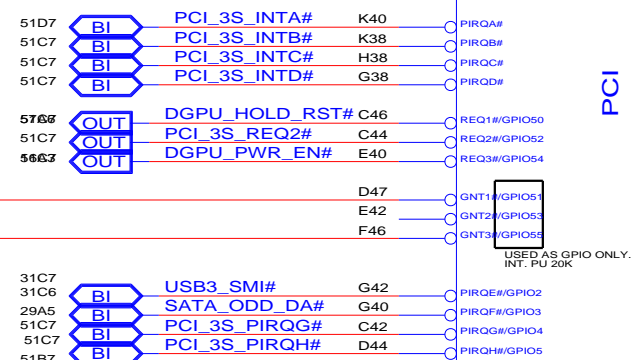 51D7 BI PCI_3S_INTA# K40 PIRQA#
51C7 BI PCI_3S_INTB# K38 PIRQB#
51C7 BI PCI_3S_INTC# H38 PIRQC#
51C7 BI PCI_3S_INTD# G38 PIRQD#
PCI
OUT DGPU_HOLD_RST# C46 REQ1#/GPIO50
51C7 OUT PCI_3S_REQ2# C44 REQ2#/GPIO52
OUT DGPU_PWR_EN# E40 REQ3#/GPIO54
D47 GNT1#/GPIO51
E42 GNT2#/GPIO53
F46 GNT3#/GPIO55
USED AS GPIO ONLY.
INT. PU 20K
31C7
31C6 BI USB3_SMI# G42 PIRQE#/GPIO2
29A5 BI SATA_ODD_DA# G40 PIRQF#/GPIO3
51C7 BI PCI_3S_PIRQG# C42 PIRQG#/GPIO4
51C7 BI PCI_3S_PIRQH# D44 PIRQH#/GPIO5
51B7